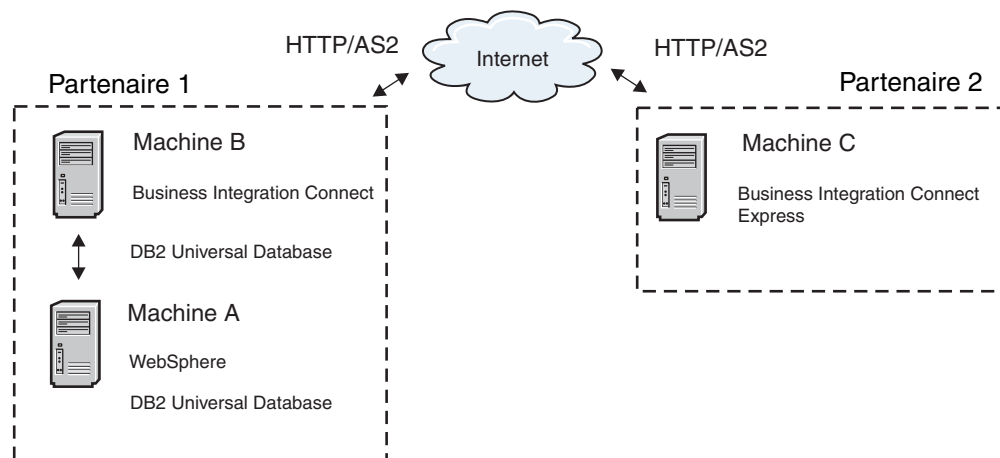 HTTP/AS2
Internet
HTTP/AS2
Partenaire 1
Partenaire 2
Machine B
Business Integration Connect
DB2 Universal Database
Machine A
WebSphere
DB2 Universal Database
Machine C
Business Integration Connect
Express